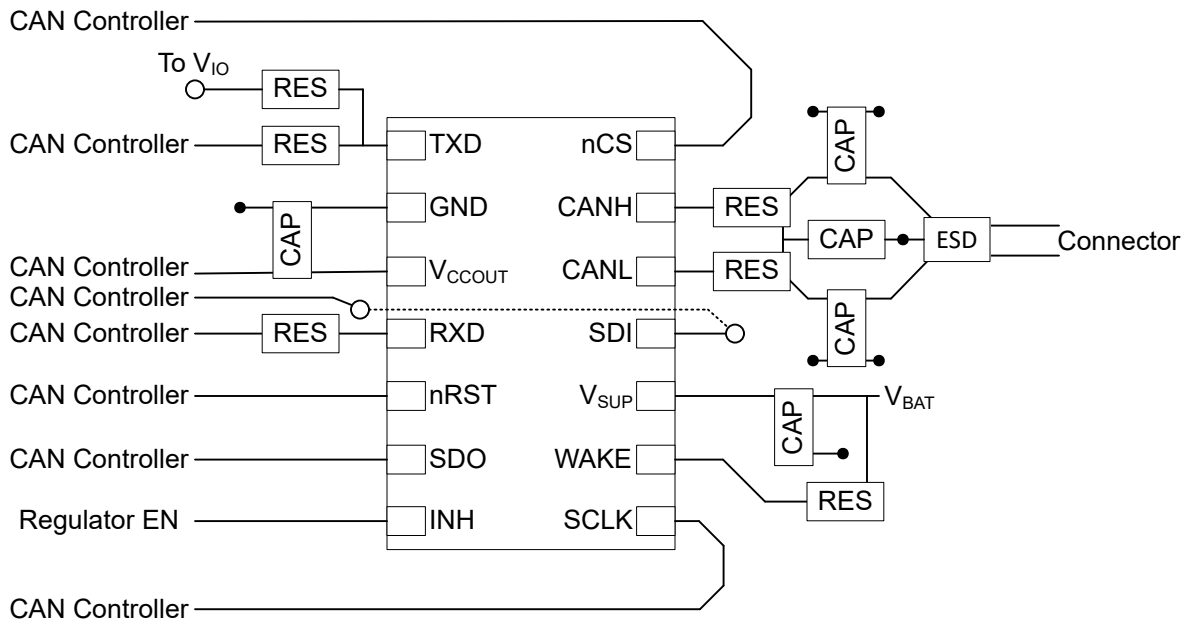 CAN Controller
To VIO
RES
CAN Controller
RES
TXD
nCS
CAP
GND
CANH
RES
CAP
CAP
ESD
Connector
CAN Controller
VCCOUT
CANL
RES
CAN Controller
CAN Controller
RES
RXD
SDI
CAP
CAN Controller
nRST
VSUP
CAP
VBAT
CAN Controller
SDO
WAKE
RES
Regulator EN
INH
SCLK
CAN Controller